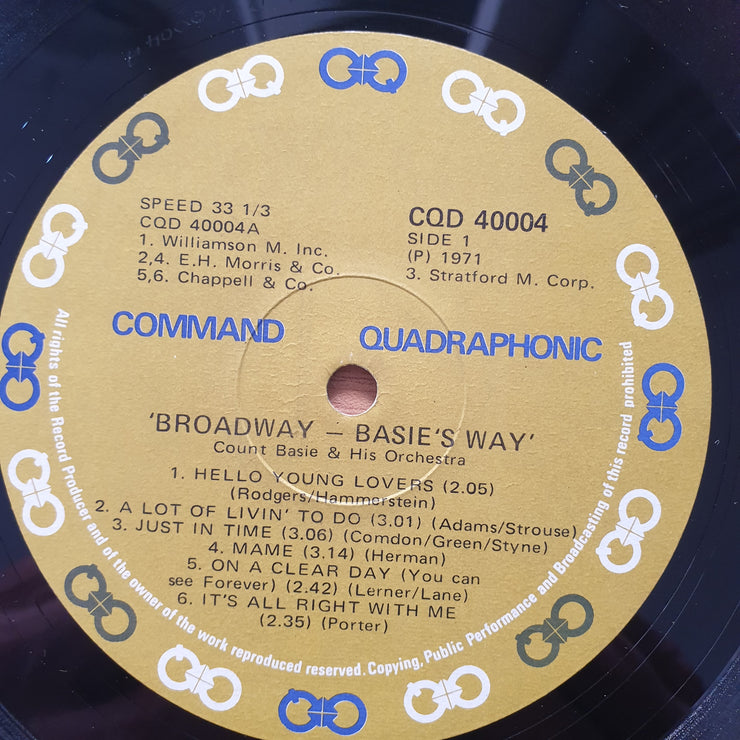 SPEED 33 1/3
CQD 40004A
1. Williamson M. Inc.
2,4. E.H. Morris & Co.
5,6. Chappell & Co.
CQD 40004
SIDE 1
(P) 1971
3. Stratford M. Corp.
COMMAND QUADRAPHONIC
'BROADWAY — BASIE'S WAY'
Count Basie & His Orchestra
1. HELLO YOUNG LOVERS (2.05)
(Rodgers/Hammerstein)
2. A LOT OF LIVIN' TO DO (3.01) (Adams/Strouse)
3. JUST IN TIME (3.06) (Comdon/Green/Styne)
4. MAME (3.14) (Herman)
5. ON A CLEAR DAY (You can
see Forever) (2.42) (Lerner/Lane)
6. IT'S ALL RIGHT WITH ME
(2.35) (Porter)
All rights of the Record Producer and of the owner of the work reproduced reserved. Copying, Public Performance and Broadcasting of this record prohibited